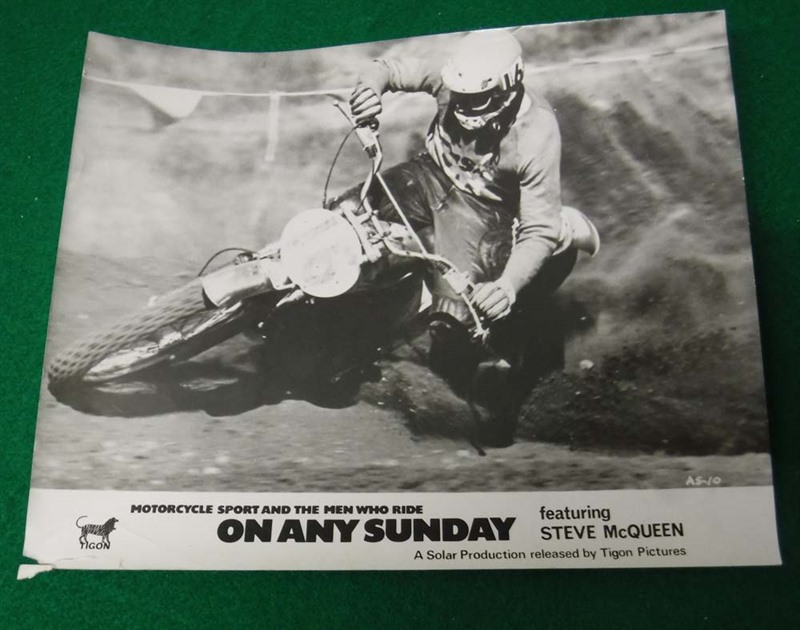 AS-10
MOTORCYCLE SPORT AND THE MEN WHO RIDE
ON ANY SUNDAY
featuring
STEVE McQUEEN
TIGON
A Solar Production released by Tigon Pictures